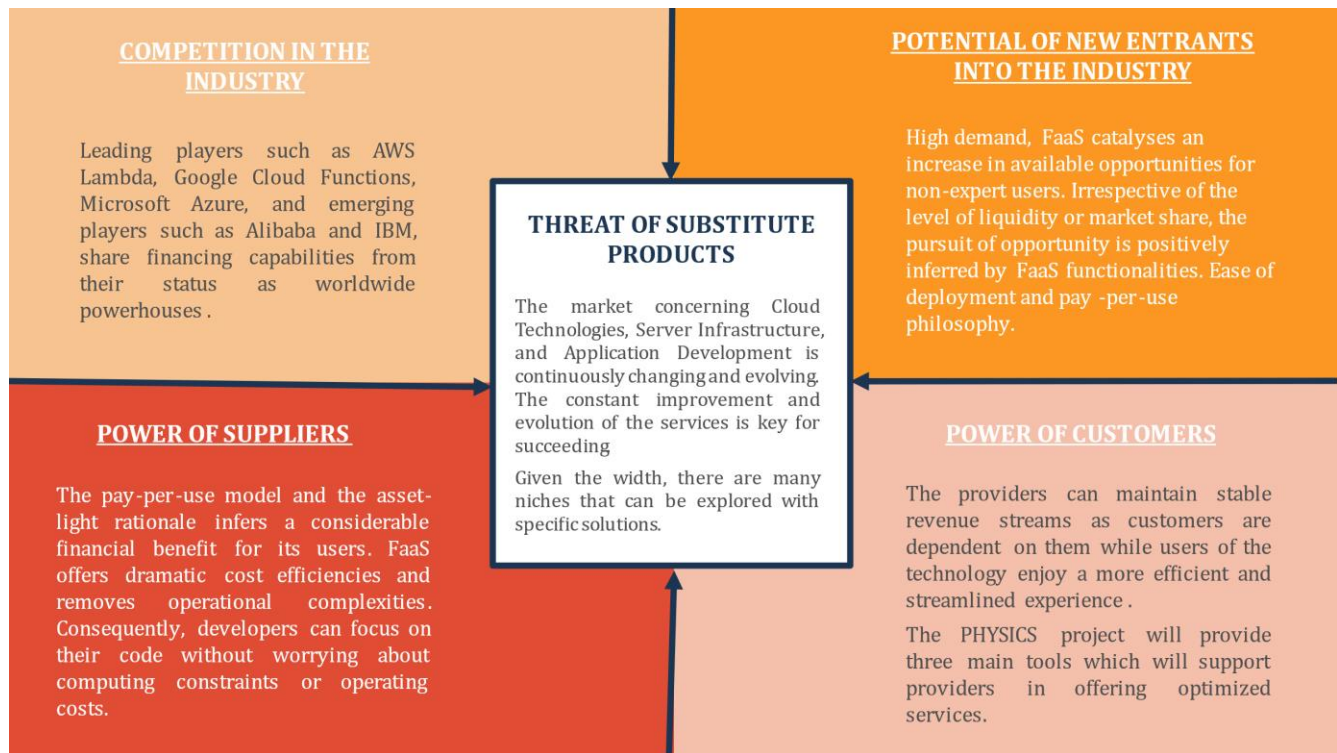 COMPETITION IN THE
INDUSTRY
Leading players such as AWS
Lambda, Google Cloud Functions,
Microsoft Azure, and emerging
players such as Alibaba and IBM,
share financing capabilities from
their status as worldwide
powerhouses .
POTENTIAL OF NEW ENTRANTS
INTO THE INDUSTRY
High demand, FaaS catalyses an
increase in available opportunities for
non-expert users. Irrespective of the
level of liquidity or market share, the
pursuit of opportunity is positively
inferred by FaaS functionalities. Ease of
deployment and pay -per-use
philosophy.
THREAT OF SUBSTITUTE
PRODUCTS
The market concerning Cloud
Technologies, Server Infrastructure,
and Application Development is
continuously changing and evolving.
The constant improvement and
evolution of the services is key for
succeeding
Given the width, there are many
niches that can be explored with
specific solutions.
POWER OF SUPPLIERS
The pay-per-use model and the asset-
light rationale infers a considerable
financial benefit for its users. FaaS
offers dramatic cost efficiencies and
removes operational complexities.
Consequently, developers can focus on
their code without worrying about
computing constraints or operating
costs.
POWER OF CUSTOMERS
The providers can maintain stable
revenue streams as customers are
dependent on them while users of the
technology enjoy a more efficient and
streamlined experience .
The PHYSICS project will provide
three main tools which will support
providers in offering optimized
services.